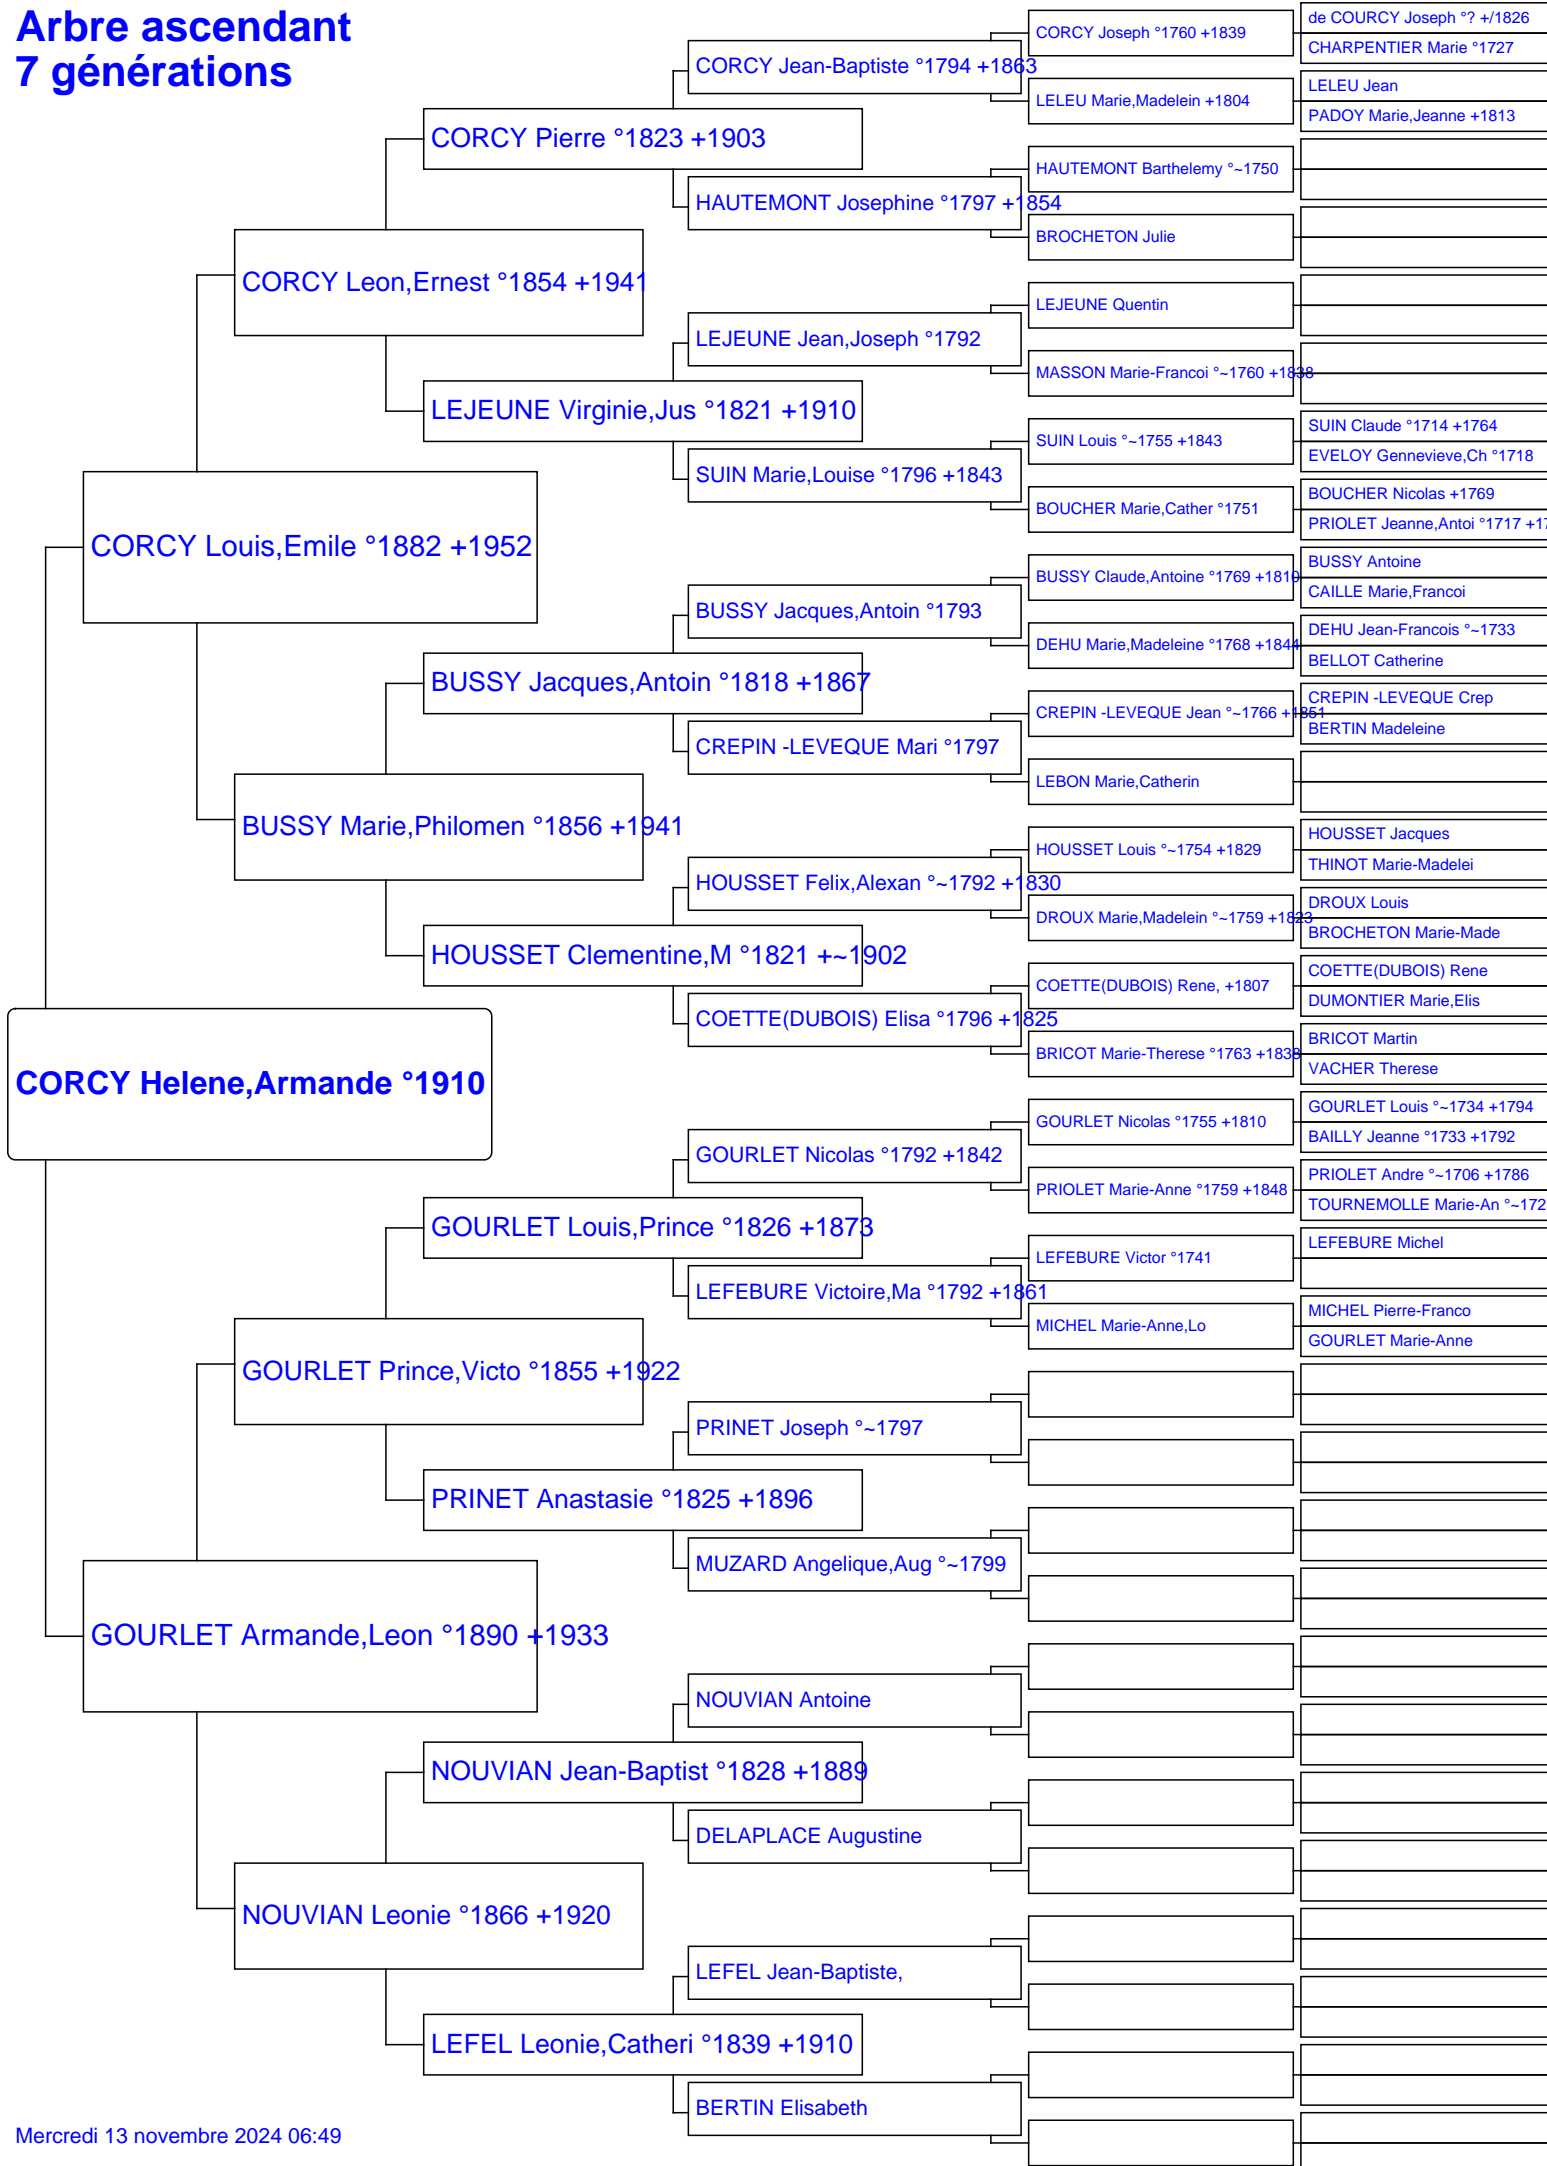 Arbre ascendant
7 générations
CORCY Helene,Armande °1910
CORCY Louis,Emile °1882 +1952
GOURLET Armande,Leon °1890 +1933
CORCY Leon,Ernest °1854 +1941
BUSSY Marie,Philomen °1856 +1941
GOURLET Prince,Victo °1855 +1922
NOUVIAN Leonie °1866 +1920
CORCY Pierre °1823 +1903
LEJEUNE Virginie,Jus °1821 +1910
BUSSY Jacques,Antoin °1818 +1867
HOUSSET Clementine,M °1821 +~1902
GOURLET Louis,Prince °1826 +1873
PRINET Anastasie °1825 +1896
NOUVIAN Jean-Baptist °1828 +1889
LEFEL Leonie,Catheri °1839 +1910
CORCY Jean-Baptiste °1794 +1863
HAUTEMONT Josephine °1797 +1854
LEJEUNE Jean,Joseph °1792
SUIN Marie,Louise °1796 +1843
BUSSY Jacques,Antoin °1793
CREPIN -LEVEQUE Mari °1797
HOUSSET Felix,Alexan °~1792 +1830
COETTE(DUBOIS) Elisa °1796 +1825
GOURLET Nicolas °1792 +1842
LEFEBURE Victoire,Ma °1792 +1861
PRINET Joseph °~1797
MUZARD Angelique,Aug °~1799
NOUVIAN Antoine
DELAPLACE Augustine
LEFEL Jean-Baptiste,
BERTIN Elisabeth
CORCY Joseph °1760 +1839
LELEU Marie,Madelein +1804
HAUTEMONT Barthelemy °~1750
BROCHETON Julie
LEJEUNE Quentin
MASSON Marie-Francoi °~1760 +1838
SUIN Louis °~1755 +1843
BOUCHER Marie,Cather °1751
BUSSY Claude,Antoine °1769 +1810
DEHU Marie,Madeleine °1768 +1844
CREPIN -LEVEQUE Jean °~1766 +1851
LEBON Marie,Catherin
HOUSSET Louis °~1754 +1829
DROUX Marie,Madelein °~1759 +1823
COETTE(DUBOIS) Rene, +1807
BRICOT Marie-Therese °1763 +1838
GOURLET Nicolas °1755 +1810
PRIOLET Marie-Anne °1759 +1848
LEFEBURE Victor °1741
MICHEL Marie-Anne,Lo
de COURCY Joseph °? +/1826
CHARPENTIER Marie °1727
LELEU Jean
PADOY Marie,Jeanne +1813
SUIN Claude °1714 +1764
EVELOY Gennevieve,Ch °1718
BOUCHER Nicolas +1769
PRIOLET Jeanne,Antoi °1717 +17
BUSSY Antoine
CAILLE Marie,Francoi
DEHU Jean-Francois °~1733
BELLOT Catherine
CREPIN -LEVEQUE Crep
BERTIN Madeleine
HOUSSET Jacques
THINOT Marie-Madelei
DROUX Louis
BROCHETON Marie-Made
COETTE(DUBOIS) Rene
DUMONTIER Marie,Elis
BRICOT Martin
VACHER Therese
GOURLET Louis °~1734 +1794
BAILLY Jeanne °1733 +1792
PRIOLET Andre °~1706 +1786
TOURNEMOLLE Marie-An °~172
LEFEBURE Michel
MICHEL Pierre-Franco
GOURLET Marie-Anne
Mercredi 13 novembre 2024 06:49